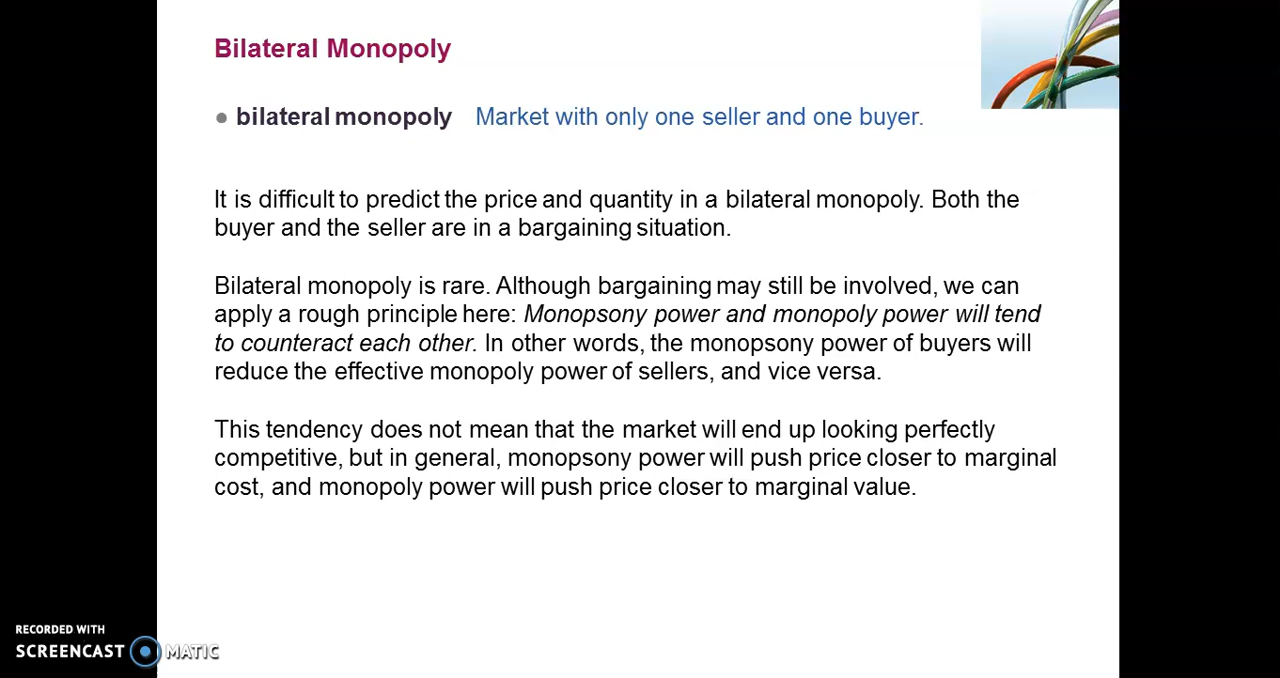 Bilateral Monopoly
● bilateral monopoly Market with only one seller and one buyer.
It is difficult to predict the price and quantity in a bilateral monopoly. Both the
buyer and the seller are in a bargaining situation.
Bilateral monopoly is rare. Although bargaining may still be involved, we can
apply a rough principle here: Monopsony power and monopoly power will tend
to counteract each other. In other words, the monopsony power of buyers will
reduce the effective monopoly power of sellers, and vice versa.
This tendency does not mean that the market will end up looking perfectly
competitive, but in general, monopsony power will push price closer to marginal
cost, and monopoly power will push price closer to marginal value.
RECORDED WITH
SCREENCAST MATIC